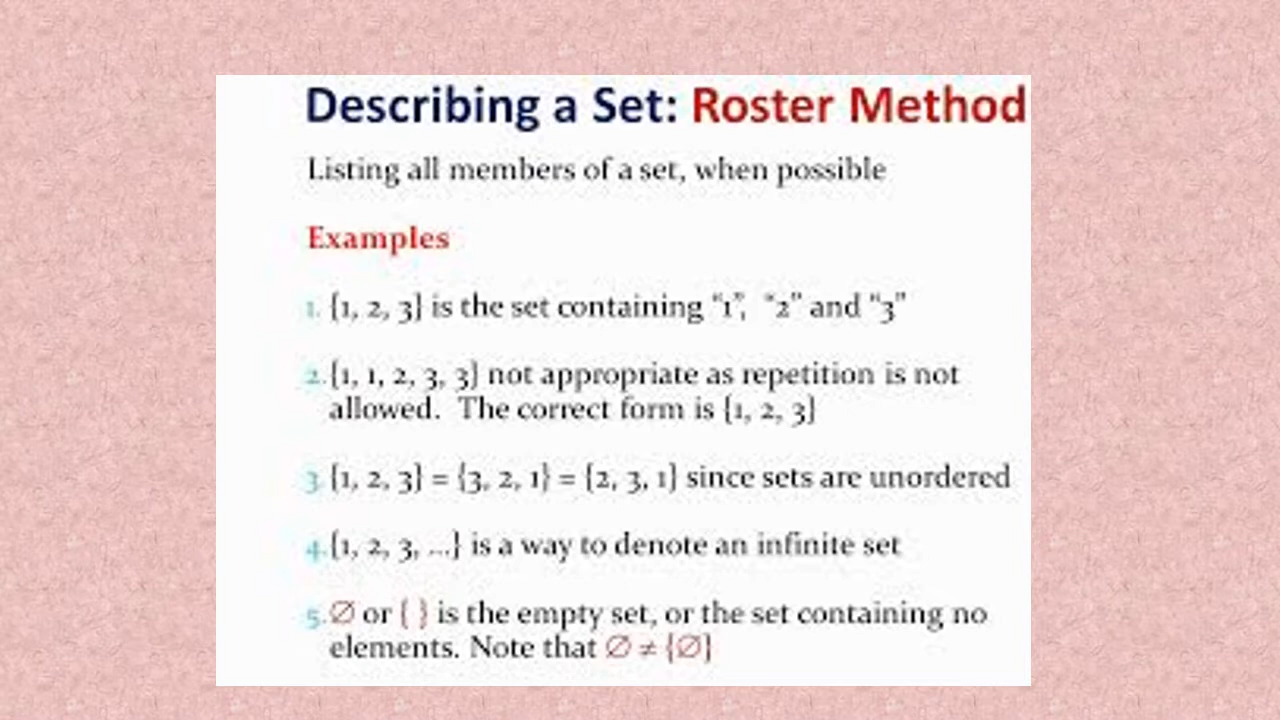 Describing a Set: Roster Method
Listing all members of a set, when possible
Examples
1. {1, 2, 3} is the set containing “1”, “2” and “3”
2. {1, 1, 2, 3, 3} not appropriate as repetition is not
allowed. The correct form is {1, 2, 3}
3. {1, 2, 3} = {3, 2, 1} = {2, 3, 1} since sets are unordered
4. {1, 2, 3, ...} is a way to denote an infinite set
5. ∅ or { } is the empty set, or the set containing no
elements. Note that ∅ ≠ {∅}